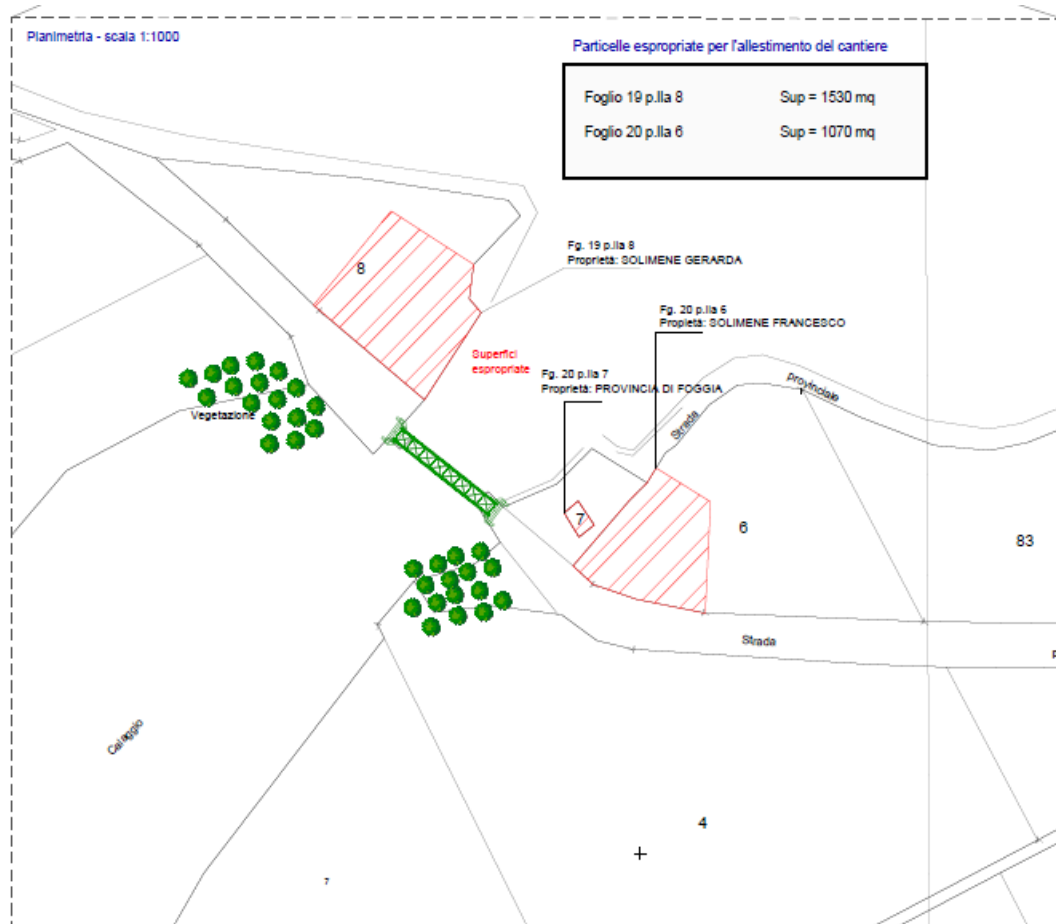 Planimetria - scala 1:1000
Particelle espropriate per l'allestimento del cantiere
Foglio 19 p.lla 8 Sup = 1530 mq
Foglio 20 p.lla 6 Sup = 1070 mq
Fg. 19 p.lla 8
Proprietà: SOLIMENE GERARDA
8
Fg. 20 p.lla 6
Propietà: SOLIMENE FRANCESCO
Superfici
espropriate
Fg. 20 p.lla 7
Proprietà: PROVINCIA DI FOGGIA
provinciale
Strada
Vegetazione
7
6
83
Strada
p
Calaggio
4
7